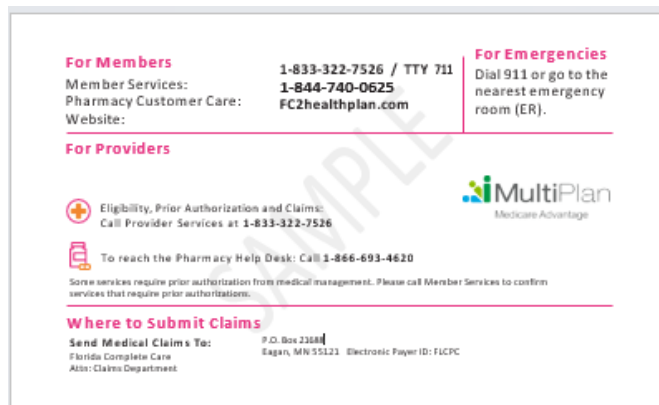 For Members
Member Services:
Pharmacy Customer Care:
Website:
1-833-322-7526 / TTY 711
1-844-740-0625
FC2healthplan.com
For Emergencies
Dial 911 or go to the
nearest emergency
room (ER).
For Providers
Eligibility, Prior Authorization and Claims:
Call Provider Services at 1-833-322-7526
To reach the Pharmacy Help Desk: Call 1-866-693-4620
MultiPlan
Medicare Advantage
Some services require prior authorization from medical management. Please call Member Services to confirm
services that require prior authorizations.
SAMPLE
Where to Submit Claims
Send Medical Claims To:
Florida Complete Care
Attn: Claims Department
P.O. Box 21688
Eagan, MN 55121 Electronic Payer ID: FLCPC